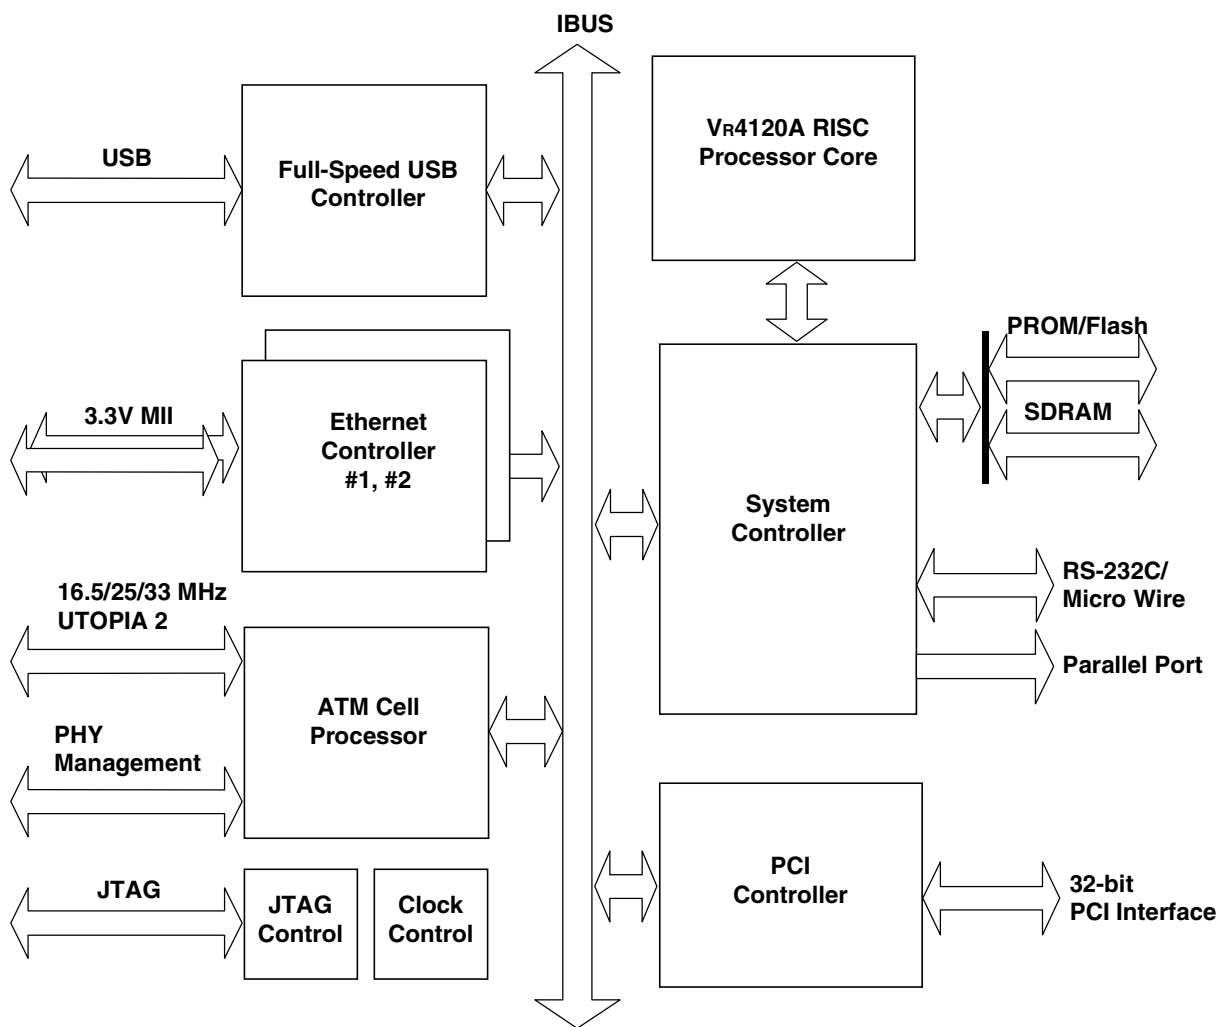 IBUS
VR4120A RISC
Processor Core
USB
Full-Speed USB
Controller
PROM/Flash
SDRAM
3.3V MII
Ethernet
Controller
#1, #2
System
Controller
RS-232C/
Micro Wire
Parallel Port
16.5/25/33 MHz
UTOPIA 2
ATM Cell
Processor
PHY
Management
PCI
Controller
32-bit
PCI Interface
JTAG
JTAG
Control
Clock
Control